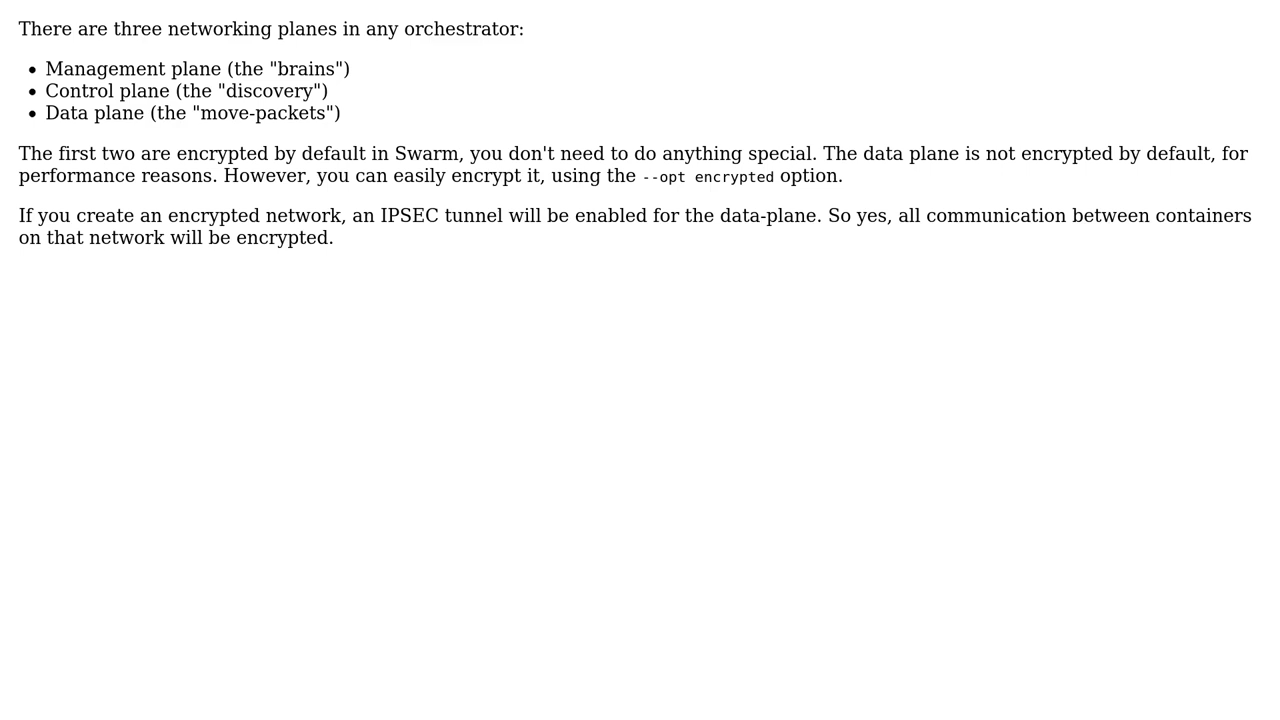 There are three networking planes in any orchestrator:
• Management plane (the "brains")
• Control plane (the "discovery")
• Data plane (the "move-packets")
The first two are encrypted by default in Swarm, you don't need to do anything special. The data plane is not encrypted by default, for
performance reasons. However, you can easily encrypt it, using the --opt encrypted option.
If you create an encrypted network, an IPSEC tunnel will be enabled for the data-plane. So yes, all communication between containers
on that network will be encrypted.